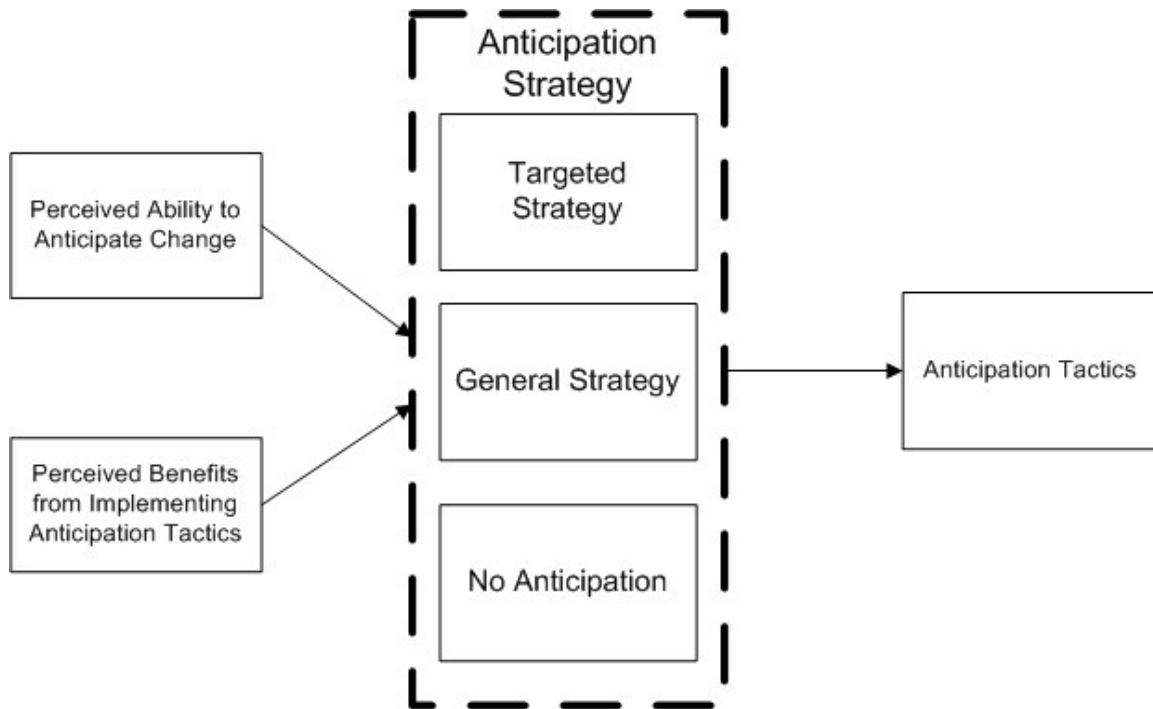 Anticipation
Strategy
Targeted
Strategy
Perceived Ability to
Anticipate Change
General Strategy
Anticipation Tactics
Perceived Benefits
from Implementing
Anticipation Tactics
No Anticipation